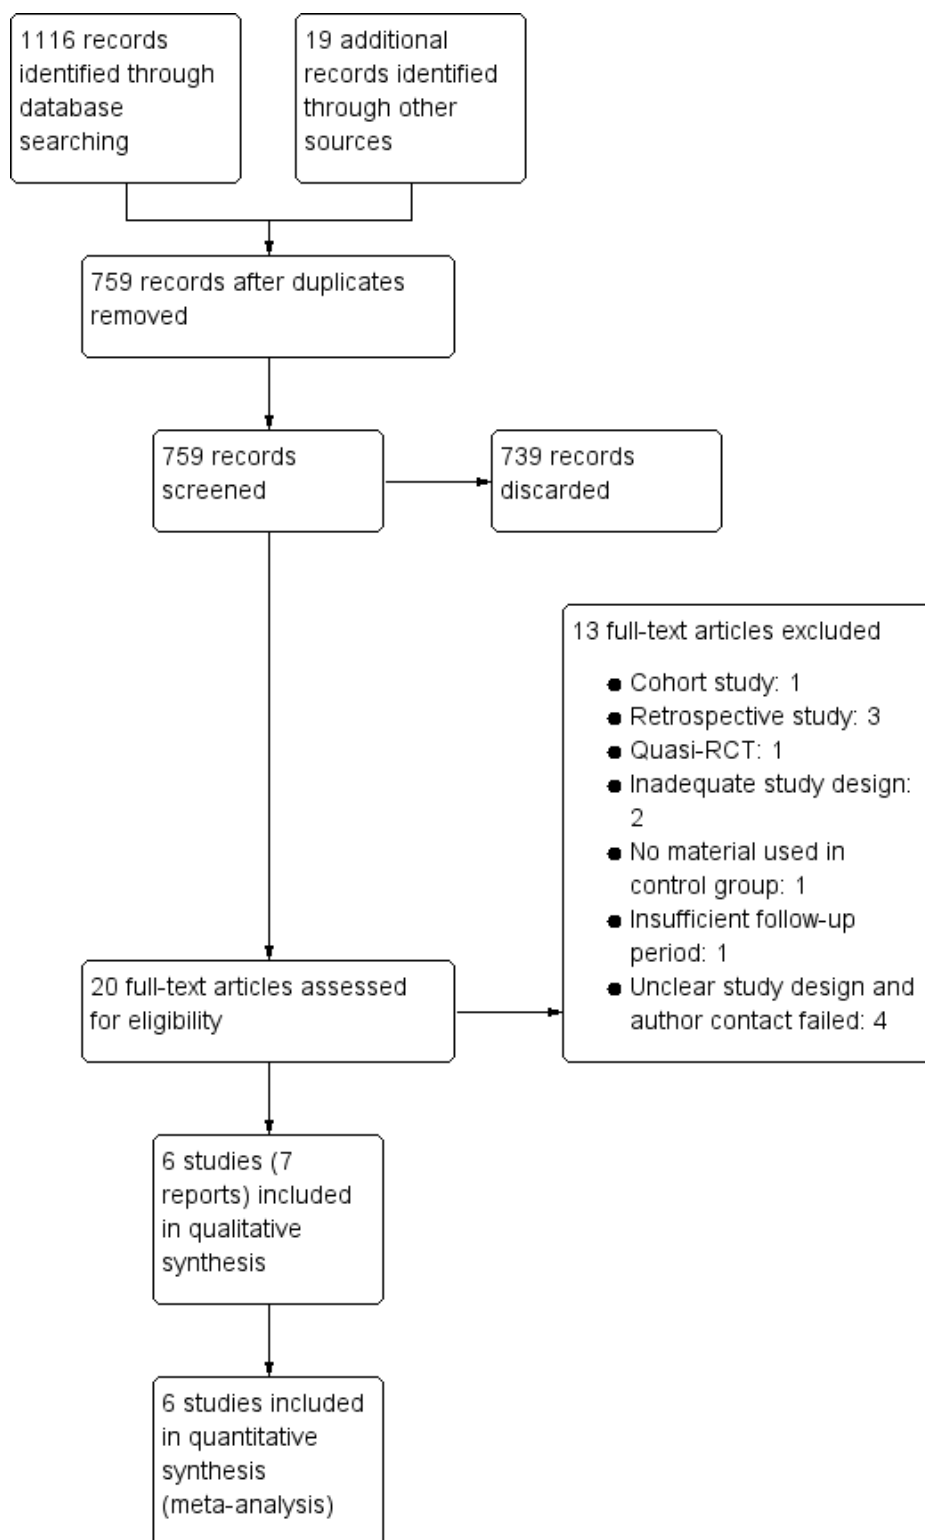 1116 records
identified through
database
searching
19 additional
records identified
through other
sources
759 records after duplicates
removed
759 records
screened
739 records
discarded
13 full-text articles excluded
● Cohort study: 1
● Retrospective study: 3
● Quasi-RCT: 1
● Inadequate study design:
2
● No material used in
control group: 1
● Insufficient follow-up
period: 1
● Unclear study design and
author contact failed: 4
20 full-text articles assessed
for eligibility
6 studies (7
reports) included
in qualitative
synthesis
6 studies included
in quantitative
synthesis
(meta-analysis)